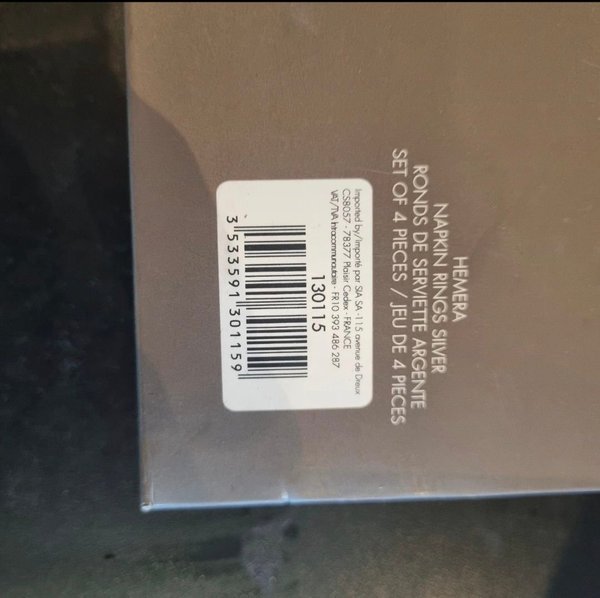 HEMERA
NAPKIN RINGS SILVER
RONDS DE SERVIETTE ARGENTE
SET OF 4 PIECES / JEU DE 4 PIECES
Imported by/Importé par SIA SA -115 avenue de Dreux
CS8057 - 78377 Plaisir Cedex - FRANCE
VAT/TVA Intracommunautaire - FR10 393 486 287
130115
3 533591 301159